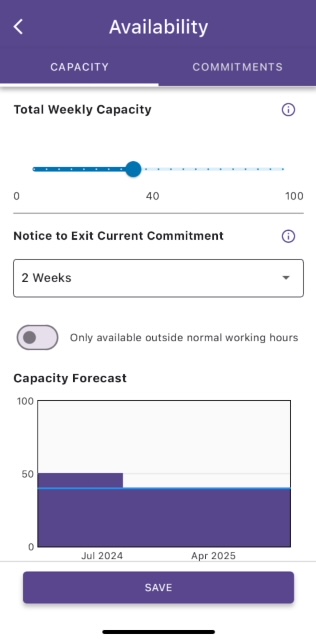 Availability
CAPACITY COMMITMENTS
Total Weekly Capacity
0 40 100
Notice to Exit Current Commitment
2 Weeks
Only available outside normal working hours
Capacity Forecast
100
50
0
Jul 2024 Apr 2025
SAVE